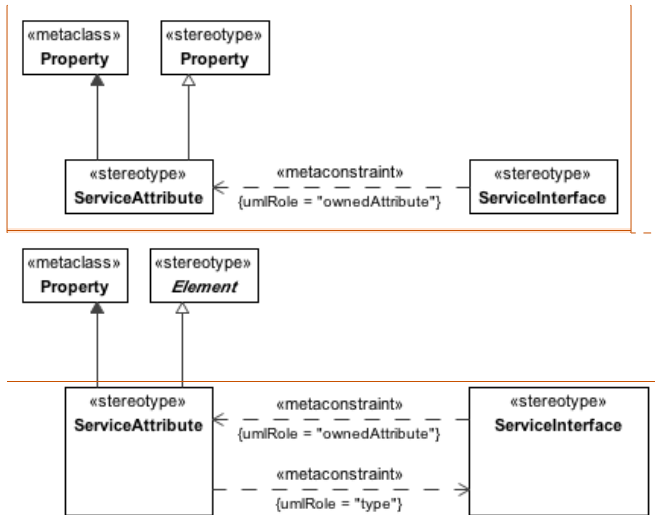 «metaclass»
Property
«stereotype»
Property
«stereotype»
ServiceAttribute
«metaconstraint»
{umlRole = "ownedAttribute"}
«stereotype»
ServiceInterface
«metaclass»
Property
«stereotype»
Element
«stereotype»
ServiceAttribute
«metaconstraint»
{umlRole = "ownedAttribute"}
«metaconstraint»
{umlRole = "type"}
«stereotype»
ServiceInterface